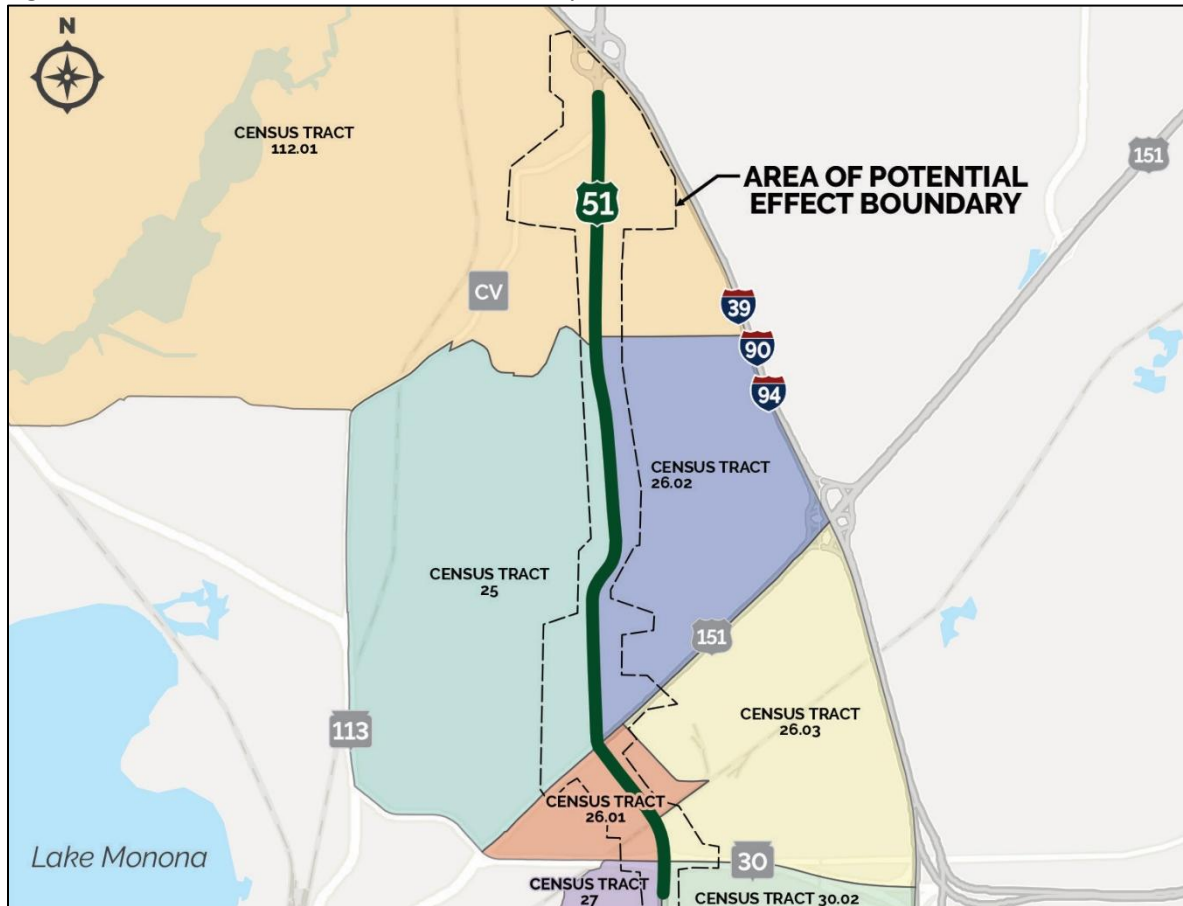 N
CENSUS TRACT
112.01
151
AREA OF POTENTIAL
EFFECT BOUNDARY
51
CV
39
90
94
CENSUS TRACT
26.02
CENSUS TRACT
25
151
CENSUS TRACT
26.03
113
CENSUS TRACT
26.01
Lake Monona
30
CENSUS TRACT
27
CENSUS TRACT 30.02